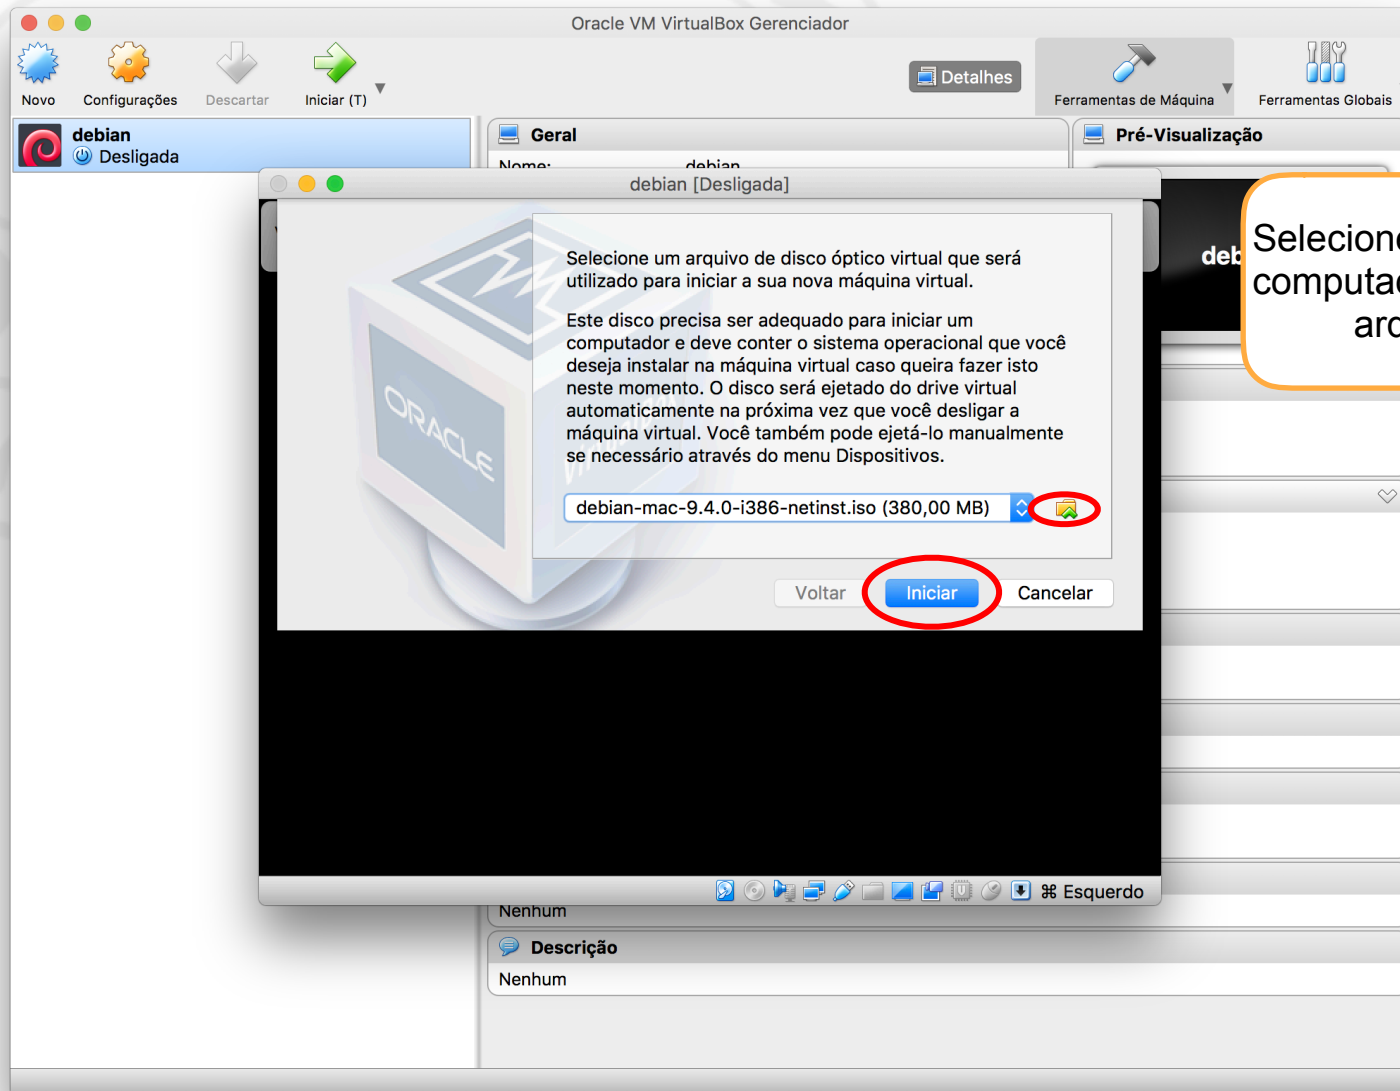 Oracle VM VirtualBox Gerenciador
Novo
Configurações
Descartar
Iniciar (T)
Detalhes
Ferramentas de Máquina
Ferramentas Globais
debian
Desligada
Geral
Nome: debian
Pré-Visualização
debian [Desligada]
ORACLE
VirtualBox
Selecione um arquivo de disco óptico virtual que será
utilizado para iniciar a sua nova máquina virtual.
Este disco precisa ser adequado para iniciar um
computador e deve conter o sistema operacional que você
deseja instalar na máquina virtual caso queira fazer isto
neste momento. O disco será ejetado do drive virtual
automaticamente na próxima vez que você desligar a
máquina virtual. Você também pode ejetá-lo manualmente
se necessário através do menu Dispositivos.
debian-mac-9.4.0-i386-netinst.iso (380,00 MB)
Voltar
Iniciar
Cancelar
deb
Selecione
⌘ Esquerdo
Nenhum
Descrição
Nenhum